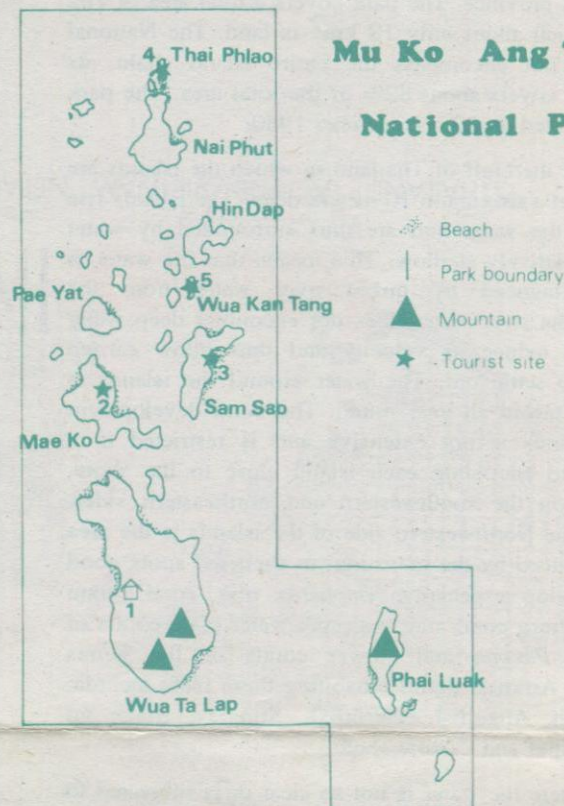 Mu Ko Ang
National
4 Thai Phlao
Nai Phut
Hin Dap
Beach
Park boundary
Mountain
Tourist site
Pae Yat
5
Wua Kan Tang
3
2
Sam Sao
Mae Ko
1
Phai Luak
Wua Ta Lap